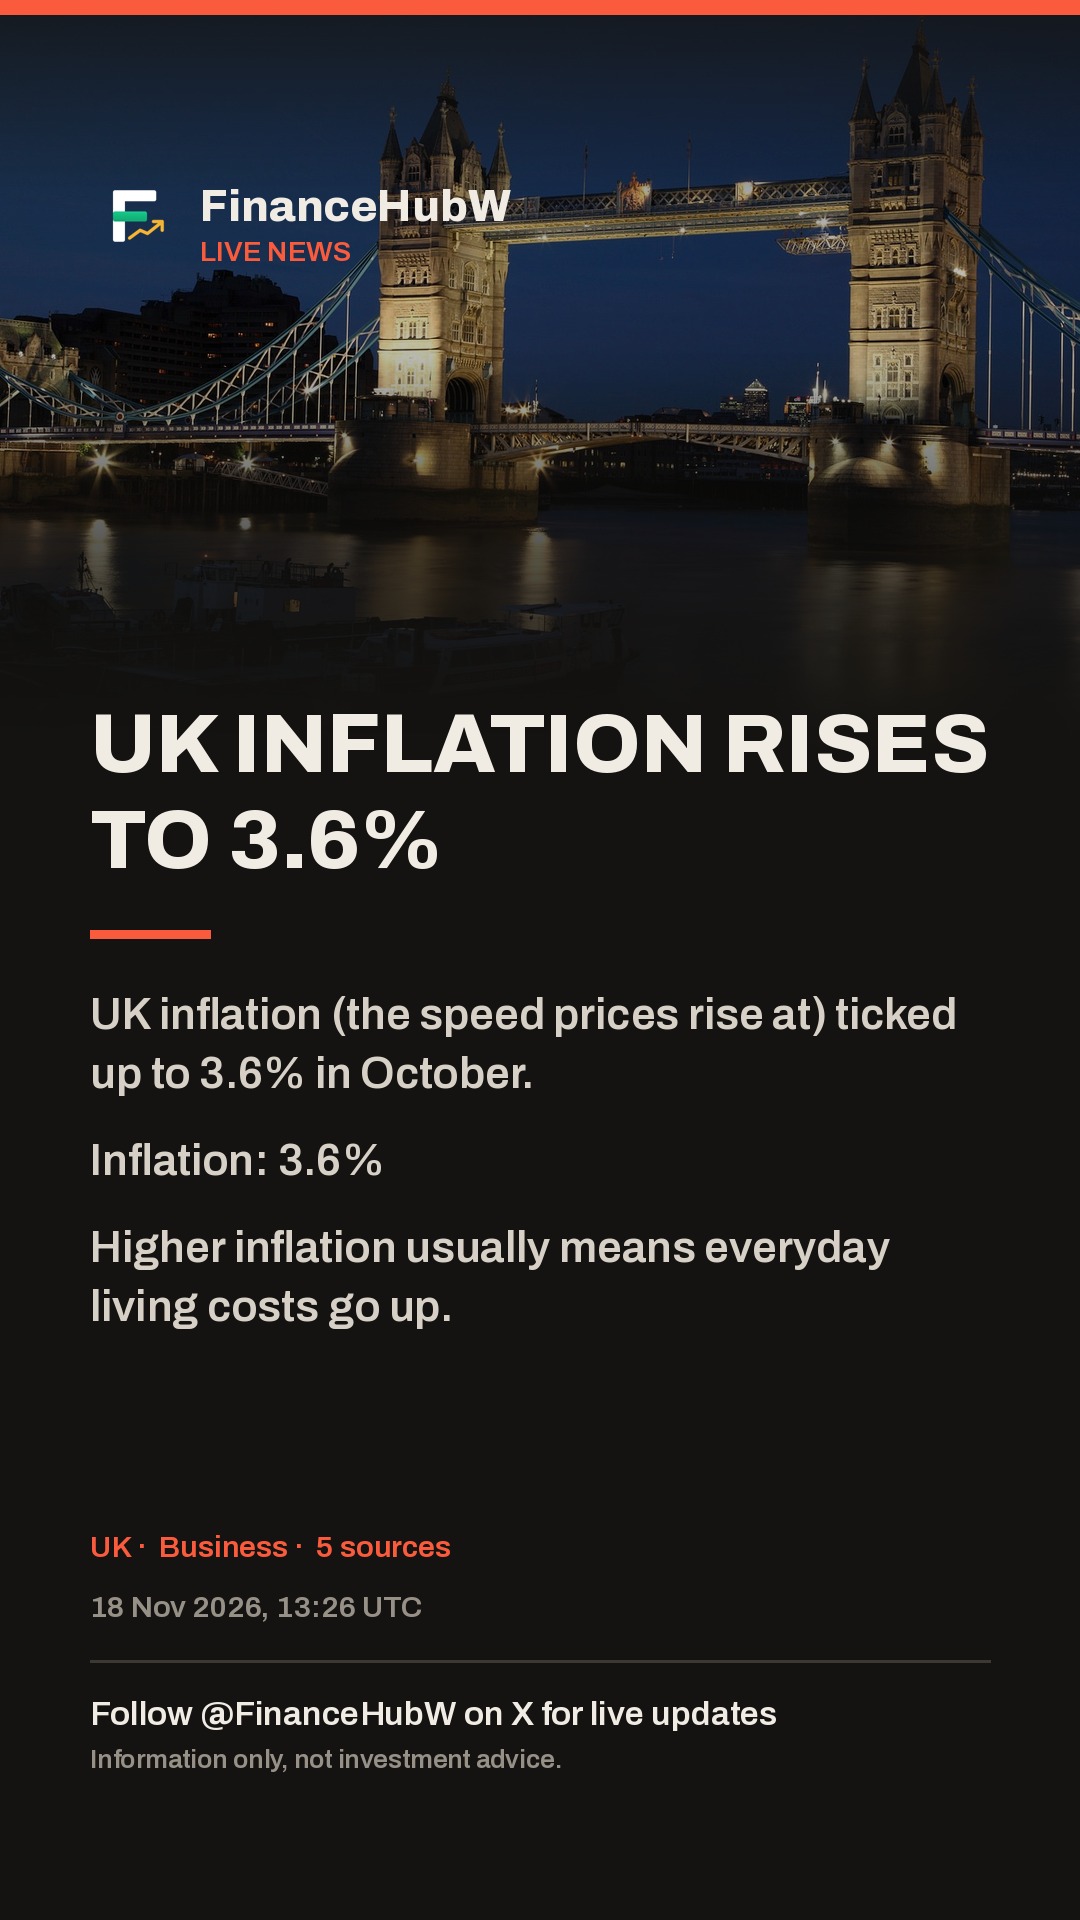 FinanceHubW
LIVE NEWS
UK INFLATION RISES
TO 3.6%
UK inflation (the speed prices rise at) ticked
up to 3.6% in October.
Inflation: 3.6%
Higher inflation usually means everyday
living costs go up.
UK · Business · 5 sources
18 Nov 2026, 13:26 UTC
Follow @FinanceHubW on X for live updates
Information only, not investment advice.